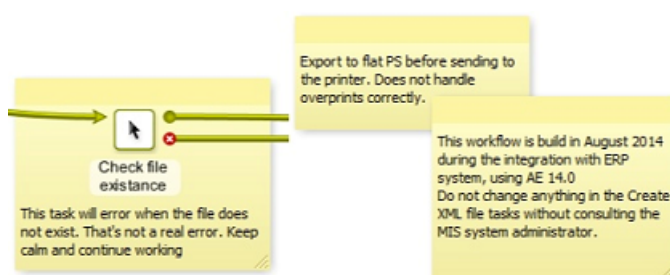 Check file
existance
This task will error when the file does
not exist. That's not a real error. Keep
calm and continue working
Export to flat PS before sending to
the printer. Does not handle
overprints correctly.
This workflow is build in August 2014
during the integration with ERP
system, using AE 14.0
Do not change anything in the Create
XML file tasks without consulting the
MIS system administrator.